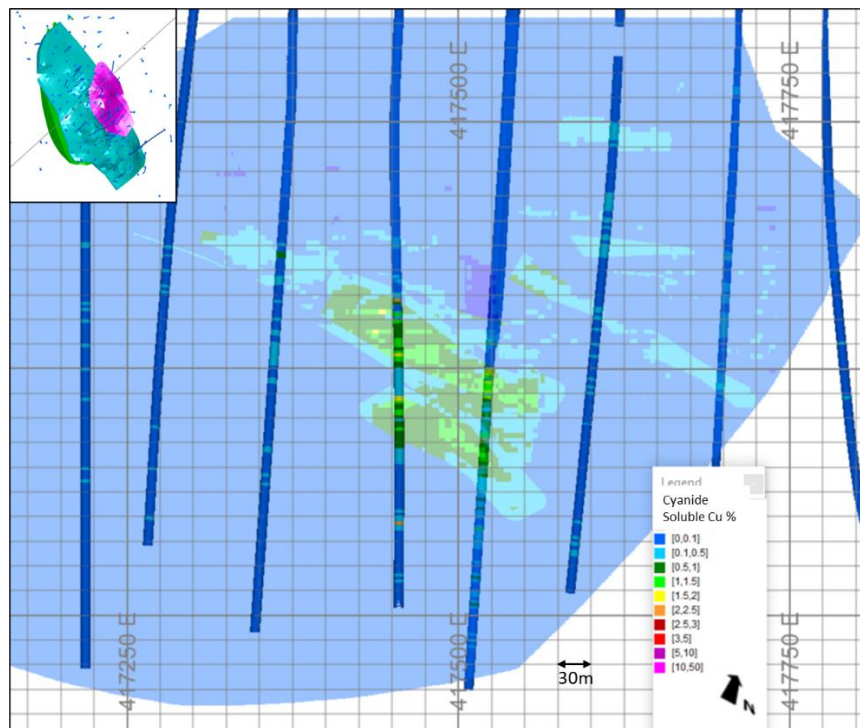 417500 E
417750 E
Legend
Cyanide
Soluble Cu %
[0,0.1]
[0.1,0.5]
[0.5,1]
[1,1.5]
[1.5,2]
[2,2.5]
[2.5,3]
[3,5]
[5,10]
[10,50]
417250 E
417500 E
417750 E
30m
N